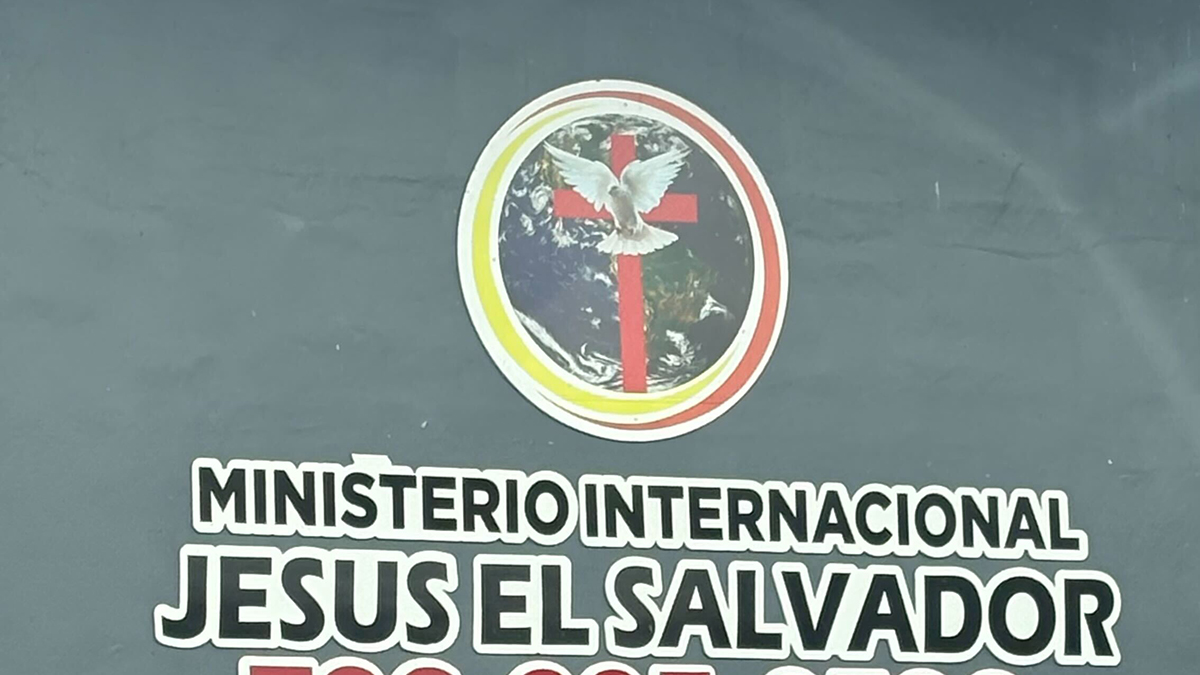 MINISTERIO INTERNACIONAL
JESUS EL SALVADOR